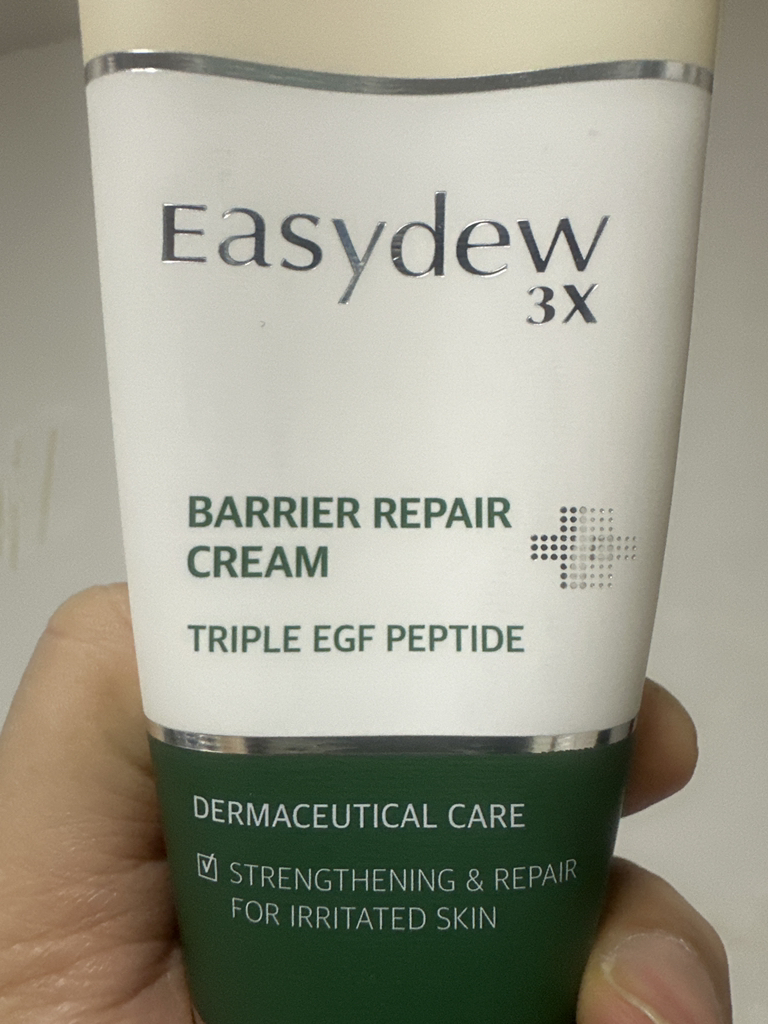 Easydew
3X
BARRIER REPAIR
CREAM
TRIPLE EGF PEPTIDE
DERMACEUTICAL CARE
STRENGTHENING & REPAIR
FOR IRRITATED SKIN